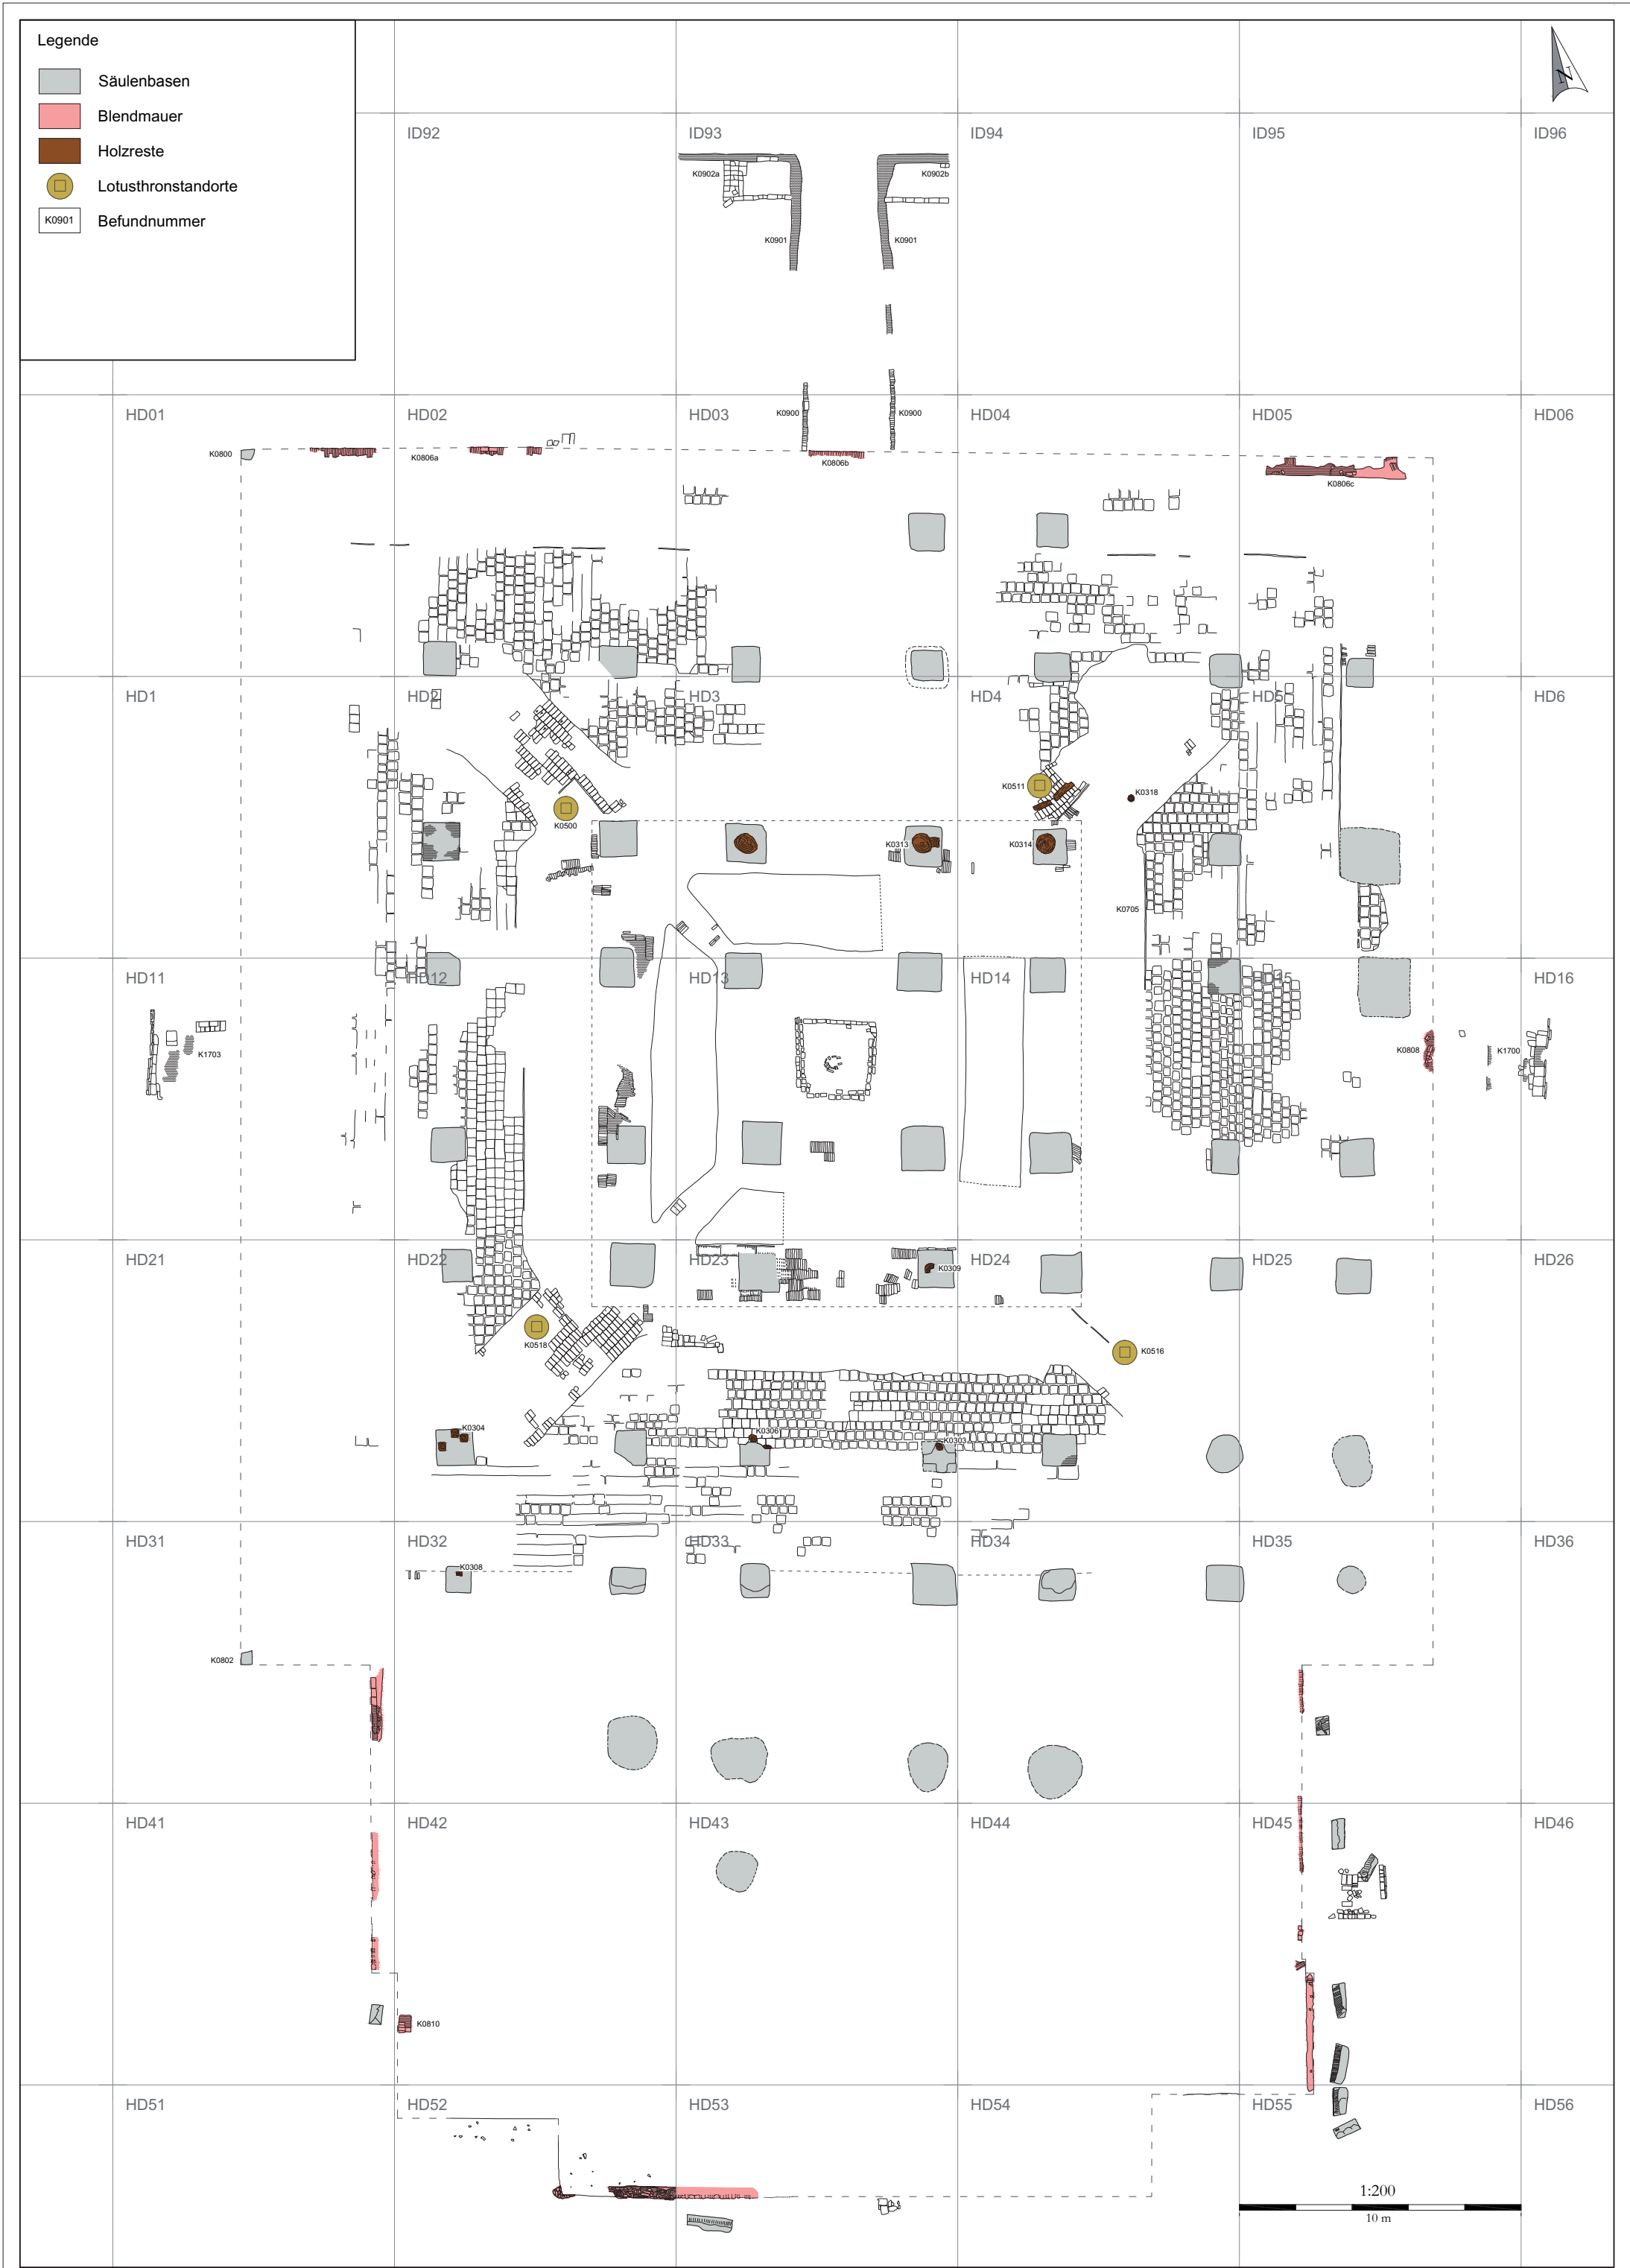 Legende
Säulenbasen
Blendmauer
Holzreste
Lotusthronstandorte
K0901 Befundnummer
N
ID92 ID93 ID94 ID95 ID96
K0902a K0902b
K0901 K0901
HD01 HD02 HD03 HD04 HD05 HD06
K0900 K0900
K0800 K0806a K0806b K0806c
HD1 HD2 HD3 HD4 HD5 HD6
K0511 K0318
K0500
K0313 K0314
K0705
HD11 HD12 HD13 HD14 HD15 HD16
K1703 K0808 K1700
HD21 HD22 HD23 HD24 HD25 HD26
K0309
K0518 K0516
K0304 K0306 K0303
HD31 HD32 HD33 HD34 HD35 HD36
K0308
K0802
HD41 HD42 HD43 HD44 HD45 HD46
K0810
HD51 HD52 HD53 HD54 HD55 HD56
1:200
10 m